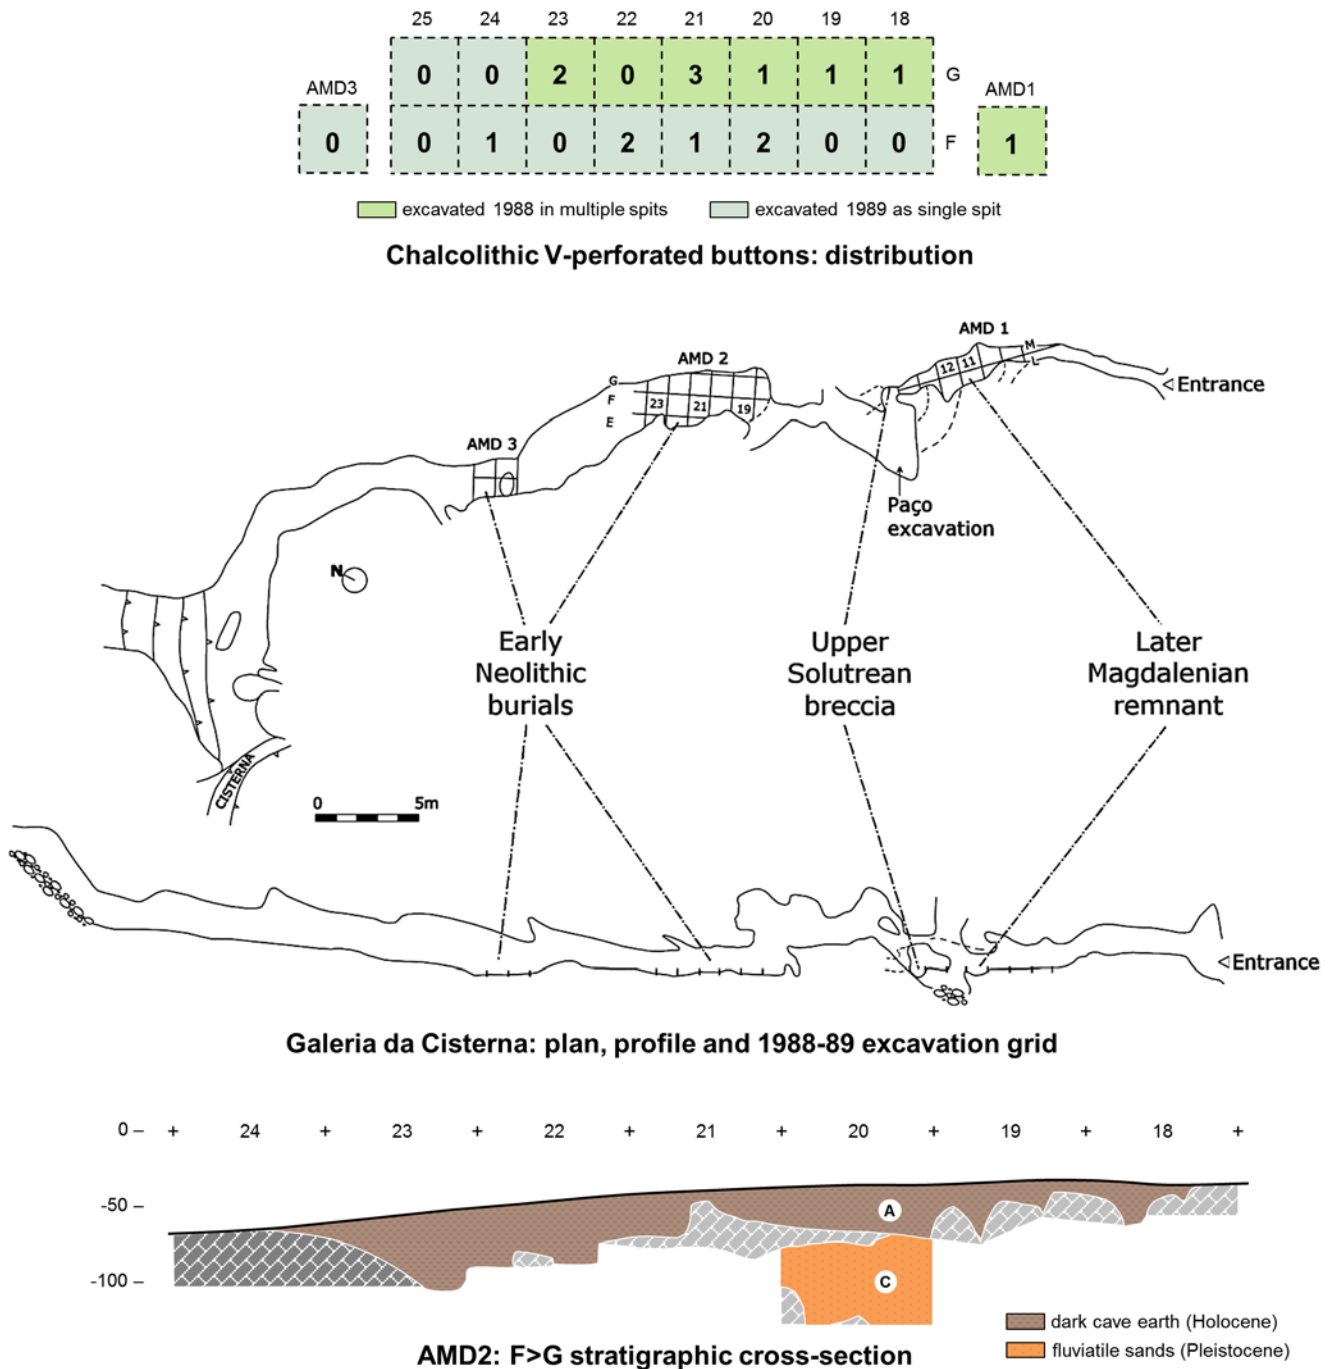 25 24 23 22 21 20 19 18
0 0 2 0 3 1 1 1 G
AMD3 AMD1
0 0 1 0 2 1 2 0 0 F 1
excavated 1988 in multiple spits excavated 1989 as single spit
Chalcolithic V-perforated buttons: distribution
AMD 1
M
L
12 11
Entrance
AMD 2
G
F
E
23 21 19
AMD 3
Paço
excavation
N
Early
Neolithic
burials
Upper
Solutrean
breccia
Later
Magdalenian
remnant
CISTERNA
0 5m
Entrance
Galeria da Cisterna: plan, profile and 1988-89 excavation grid
0 – + 24 + 23 + 22 + 21 + 20 + 19 + 18 +
-50 –
A
-100 –
C
dark cave earth (Holocene)
fluviatile sands (Pleistocene)
AMD2: F>G stratigraphic cross-section